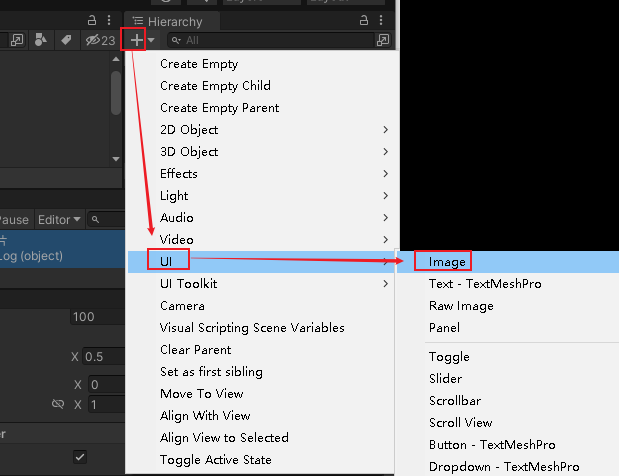 Hierarchy
23
All
Create Empty
Create Empty Child
Create Empty Parent
2D Object
3D Object
Effects
Light
Audio
Video
UI
UI Toolkit
Camera
Visual Scripting Scene Variables
Clear Parent
Set as first sibling
Move To View
Align With View
Align View to Selected
Toggle Active State
Image
Text - TextMeshPro
Raw Image
Panel
Toggle
Slider
Scrollbar
Scroll View
Button - TextMeshPro
Dropdown - TextMeshPro
Pause Editor
Log (object)
100
X 0.5
X 0
X 1